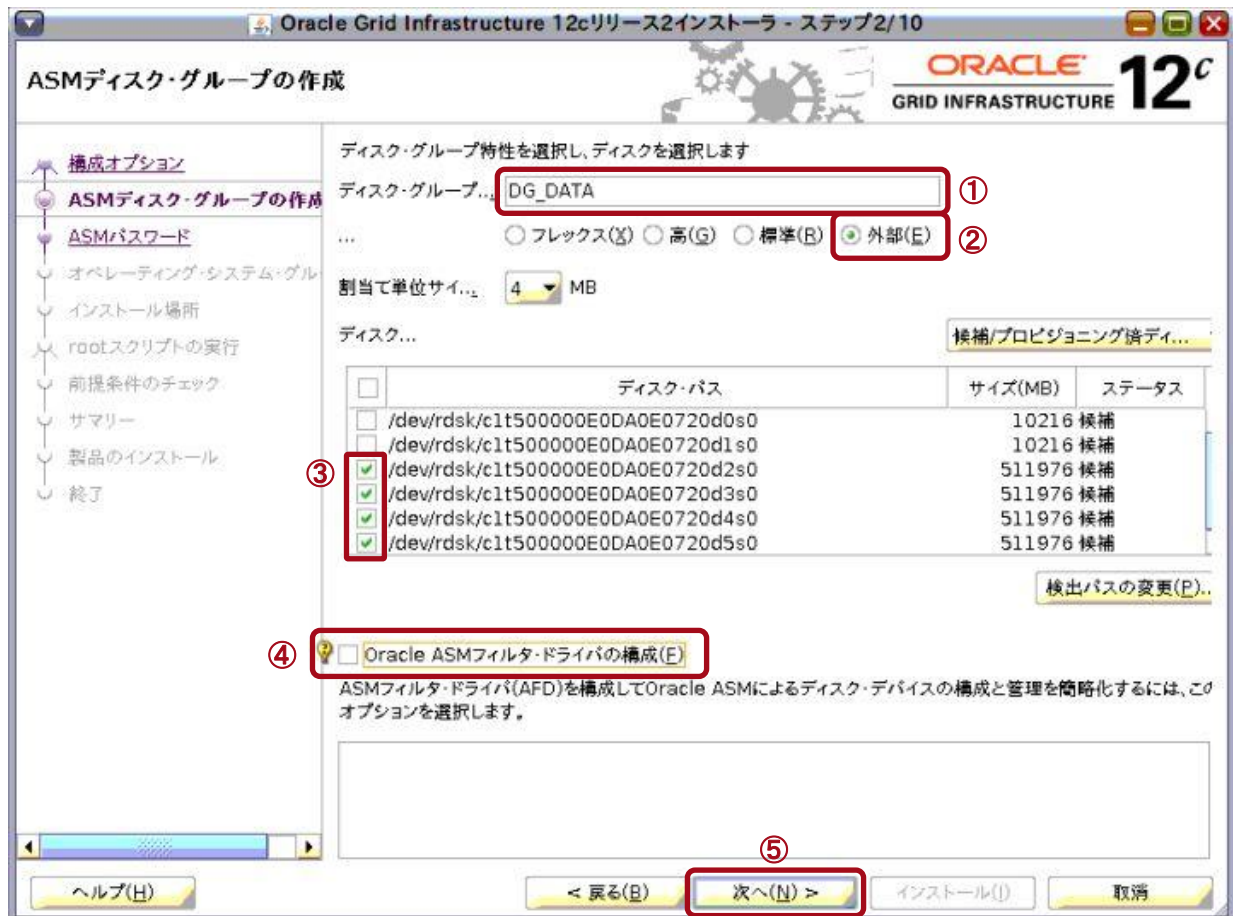 Oracle Grid Infrastructure 12cリリース2インストーラ - ステップ2/10
ASMディスク・グループの作成
ORACLE
GRID INFRASTRUCTURE 12c
構成オプション
ASMディスク・グループの作成
ASMパスワード
オペレーティング・システム・グル
インストール場所
rootスクリプトの実行
前提条件のチェック
サマリー
製品のインストール
終了
ディスク・グループ特性を選択し、ディスクを選択します
ディスク・グループ... DG_DATA ①
... フレックス(X) 高(G) 標準(R) 外部(E) ②
割当て単位サイ... 4 MB
ディスク... 候補/プロビジョニング済ディ...
ディスク・パス サイズ(MB) ステータス
/dev/rdsk/c1t500000E0DA0E0720d0s0 10216 候補
/dev/rdsk/c1t500000E0DA0E0720d1s0 10216 候補
③ /dev/rdsk/c1t500000E0DA0E0720d2s0 511976 候補
/dev/rdsk/c1t500000E0DA0E0720d3s0 511976 候補
/dev/rdsk/c1t500000E0DA0E0720d4s0 511976 候補
/dev/rdsk/c1t500000E0DA0E0720d5s0 511976 候補
検出パスの変更(P)..
④ Oracle ASMフィルタ・ドライバの構成(F)
ASMフィルタ・ドライバ(AFD)を構成してOracle ASMによるディスク・デバイスの構成と管理を簡略化するには、この
オプションを選択します。
⑤
ヘルプ(H) < 戻る(B) 次へ(N) > インストール(I) 取消